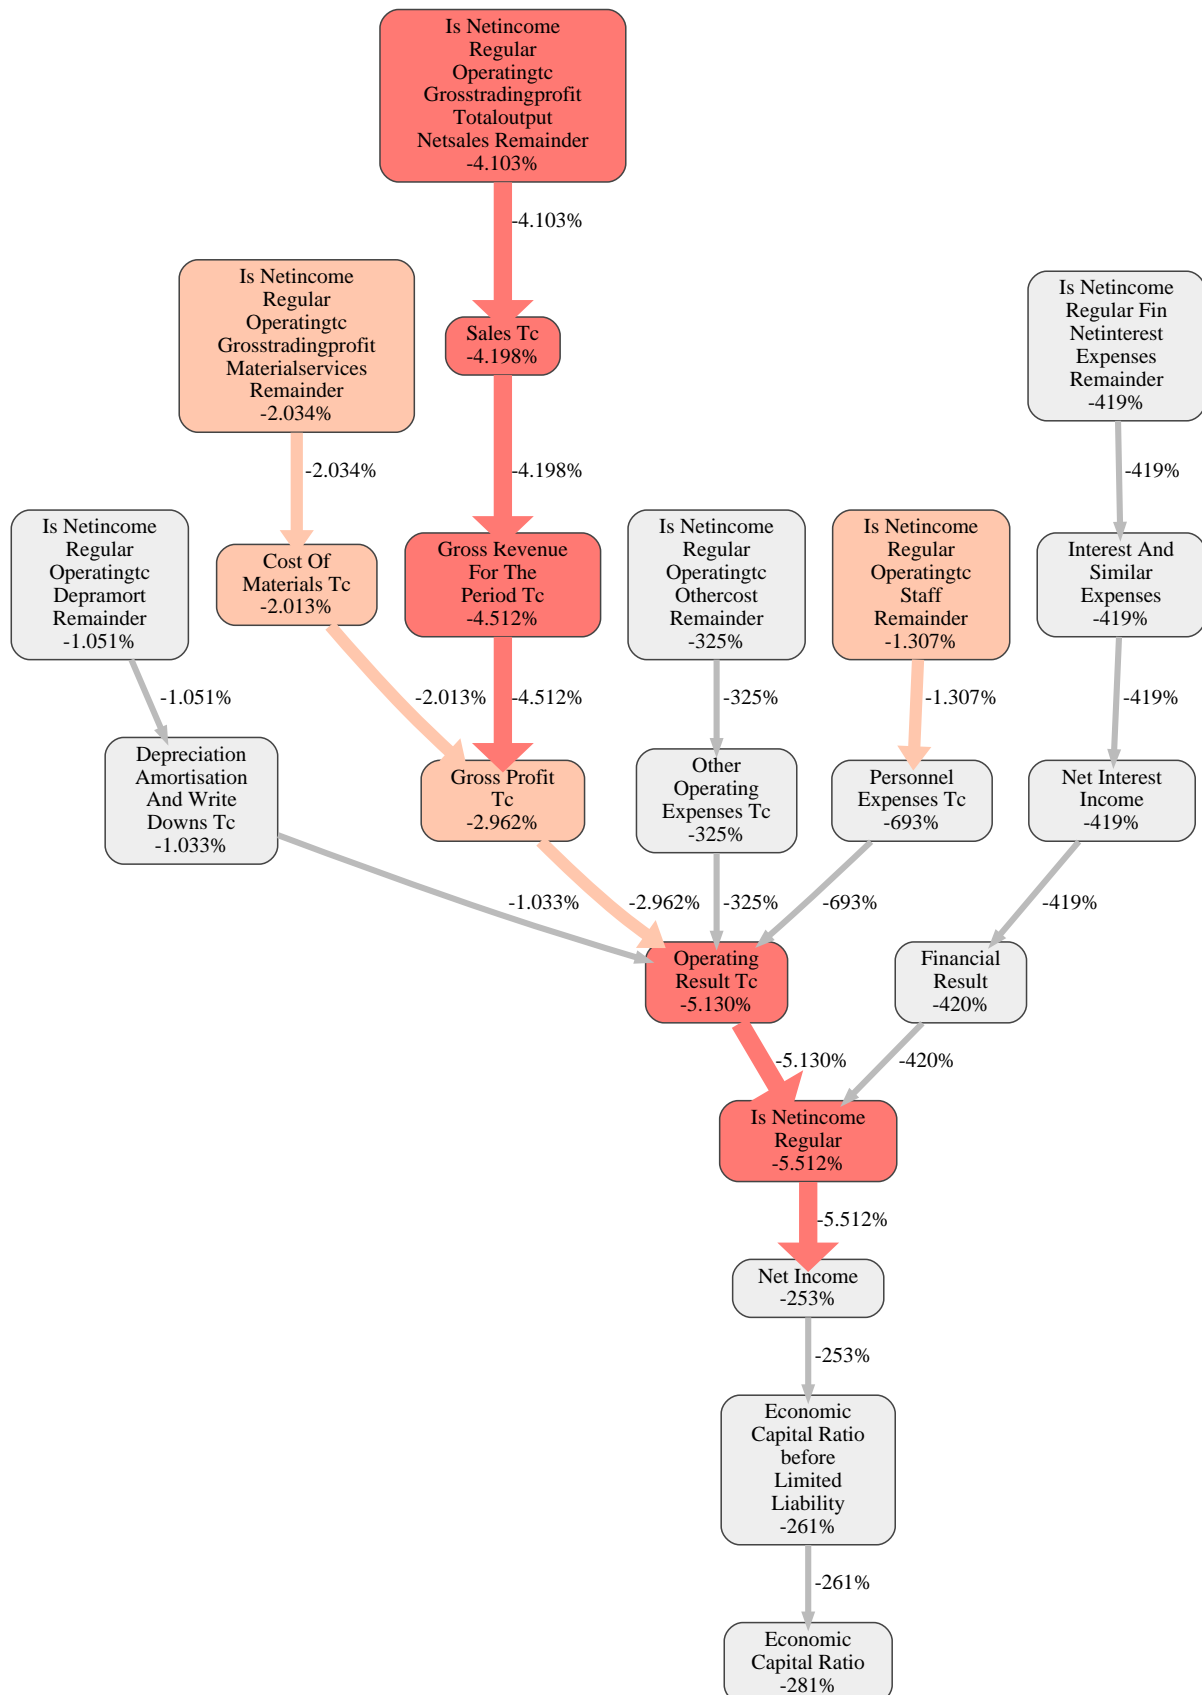 Is Netincome
Regular
Operatingtc
Grosstradingprofit
Totaloutput
Netsales Remainder
-4.103%
-4.103%
Is Netincome
Regular
Operatingtc
Grosstradingprofit
Materialservices
Remainder
-2.034%
Sales Tc
-4.198%
Is Netincome
Regular Fin
Netinterest
Expenses
Remainder
-419%
-2.034%
-4.198%
-419%
Is Netincome
Regular
Operatingtc
Depramort
Remainder
-1.051%
Cost Of
Materials Tc
-2.013%
Gross Revenue
For The
Period Tc
-4.512%
Is Netincome
Regular
Operatingtc
Othercost
Remainder
-325%
Is Netincome
Regular
Operatingtc
Staff
Remainder
-1.307%
Interest And
Similar
Expenses
-419%
-1.051%
-2.013%
-4.512%
-325%
-1.307%
-419%
Depreciation
Amortisation
And Write
Downs Tc
-1.033%
Gross Profit
Tc
-2.962%
Other
Operating
Expenses Tc
-325%
Personnel
Expenses Tc
-693%
Net Interest
Income
-419%
-1.033%
-2.962%
-325%
-693%
-419%
Operating
Result Tc
-5.130%
Financial
Result
-420%
-5.130%
-420%
Is Netincome
Regular
-5.512%
-5.512%
Net Income
-253%
-253%
Economic
Capital Ratio
before
Limited
Liability
-261%
-261%
Economic
Capital Ratio
-281%